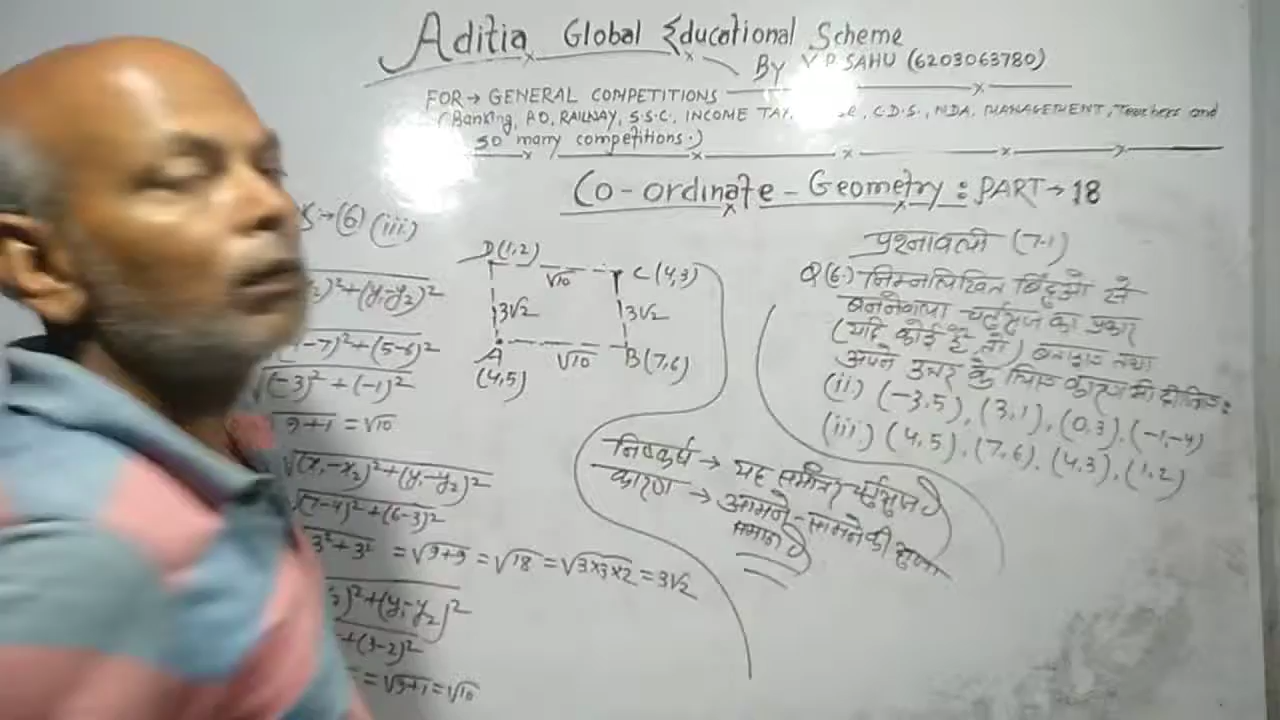 Aditia Global Educational Scheme
BY V P SAHU (6203063780)
FOR → GENERAL COMPETITIONS
(Banking, P.O, RAILWAY, S.S.C, INCOME TAX, C.D.S., NDA, MANAGEMENT, Teachers and
so many competitions.)
Co-ordinate-Geometry: PART → 18
→ (6) (iii)
)²+(y₁-y₂)²
-7)²+(5-6)²
√(-3)²+(-1)²
9+1 = √10
√(x₁-x₂)²+(y₁-y₂)²
√(7-4)²+(6-3)²
3²+3² = √9+9 = √18 = √3×3×2 = 3√2
)²+(y₁-y₂)²
+(3-2)²
= √9+1 = √10
D(1,2) √10 C(4,3)
3√2 3√2
A √10 B(7,6)
(4,5)
निष्कर्ष → यह समान्तर चर्तुभुज है
कारण → आमने-सामने की भुजा
समान है
प्रश्नावली (7.1)
Q(6) निम्नलिखित बिंदुओं से
बननेवाला चर्तुभुज का प्रकार
(यदि कोई है तो) बताइए तथा
अपने उत्तर के लिए कारण भी दीजिए:
(ii) (-3,5), (3,1), (0,3), (-1,-4)
(iii) (4,5), (7,6), (4,3), (1,2)